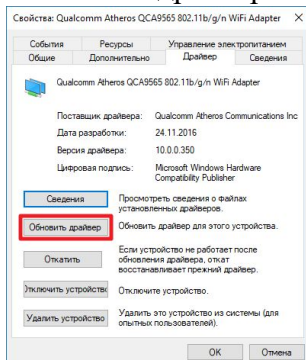 Свойства: Qualcomm Atheros QCA9565 802.11b/g/n WiFi Adapter
События Ресурсы Управление электропитанием
Общие Дополнительно Драйвер Сведения
Qualcomm Atheros QCA9565 802.11b/g/n WiFi Adapter
Поставщик драйвера: Qualcomm Atheros Communications Inc
Дата разработки: 24.11.2016
Версия драйвера: 10.0.0.350
Цифровая подпись: Microsoft Windows Hardware
Compatibility Publisher
Сведения Просмотреть сведения о файлах
установленных драйверов.
Обновить драйвер Обновить драйвер для этого устройства.
Откатить Если устройство не работает после
обновления драйвера, откат
восстанавливает прежний драйвер.
Отключить устройство Отключите устройство.
Удалить устройство Удалить это устройство из системы (для
опытных пользователей).
OK Отмена